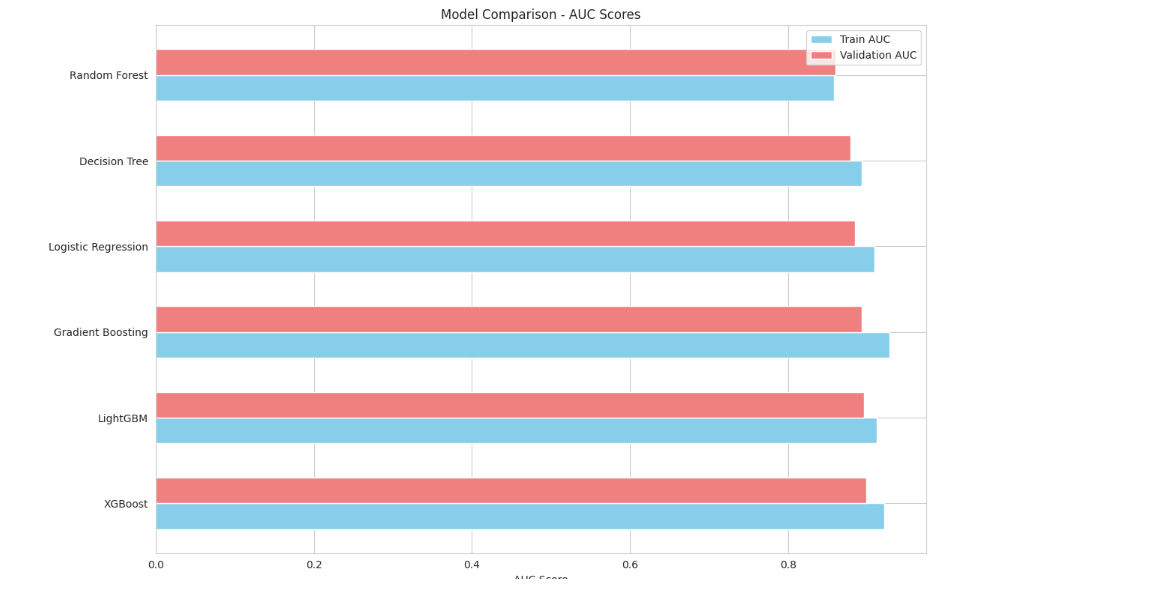 Model Comparison - AUC Scores
Train AUC
Validation AUC
Random Forest
Decision Tree
Logistic Regression
Gradient Boosting
LightGBM
XGBoost
0.0 0.2 0.4 0.6 0.8
AUC Score